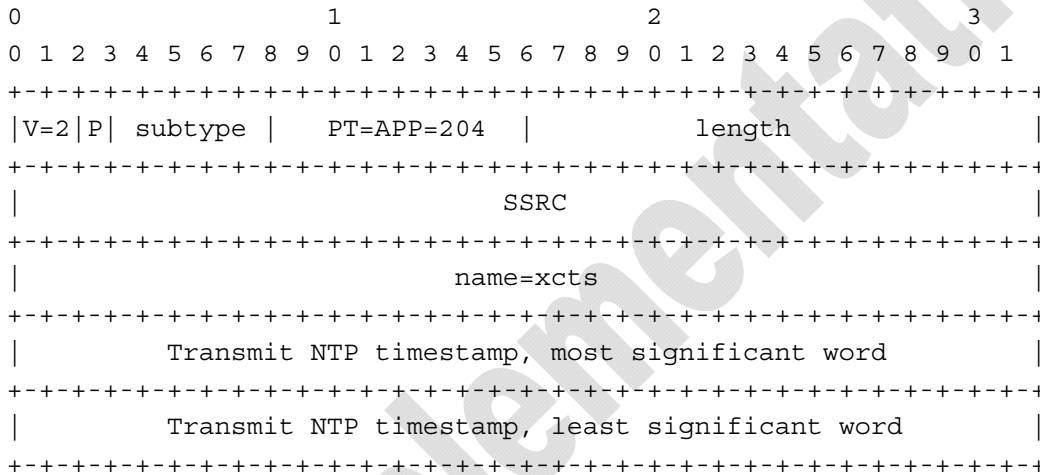 0                   1                   2                   3
0 1 2 3 4 5 6 7 8 9 0 1 2 3 4 5 6 7 8 9 0 1 2 3 4 5 6 7 8 9 0 1
+-+-+-+-+-+-+-+-+-+-+-+-+-+-+-+-+-+-+-+-+-+-+-+-+-+-+-+-+-+-+-+-+
|V=2|P| subtype |   PT=APP=204  |          length               |
+-+-+-+-+-+-+-+-+-+-+-+-+-+-+-+-+-+-+-+-+-+-+-+-+-+-+-+-+-+-+-+-+
|                              SSRC                             |
+-+-+-+-+-+-+-+-+-+-+-+-+-+-+-+-+-+-+-+-+-+-+-+-+-+-+-+-+-+-+-+-+
|                           name=xcts                           |
+-+-+-+-+-+-+-+-+-+-+-+-+-+-+-+-+-+-+-+-+-+-+-+-+-+-+-+-+-+-+-+-+
|         Transmit NTP timestamp, most significant word         |
+-+-+-+-+-+-+-+-+-+-+-+-+-+-+-+-+-+-+-+-+-+-+-+-+-+-+-+-+-+-+-+-+
|         Transmit NTP timestamp, least significant word        |
+-+-+-+-+-+-+-+-+-+-+-+-+-+-+-+-+-+-+-+-+-+-+-+-+-+-+-+-+-+-+-+-+